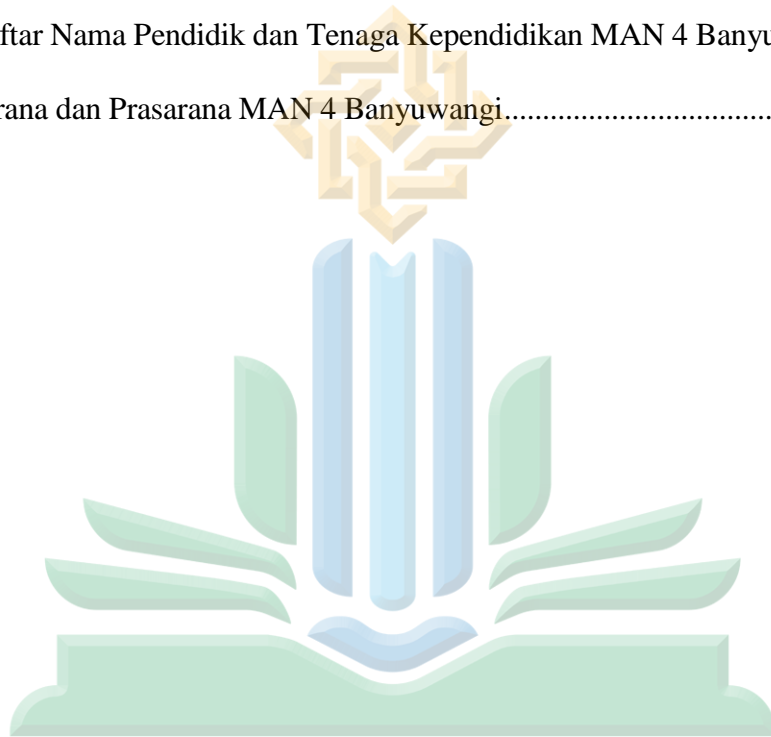 ftar Nama Pendidik dan Tenaga Kependidikan MAN 4 Banyu
rana dan Prasarana MAN 4 Banyuwangi..................................